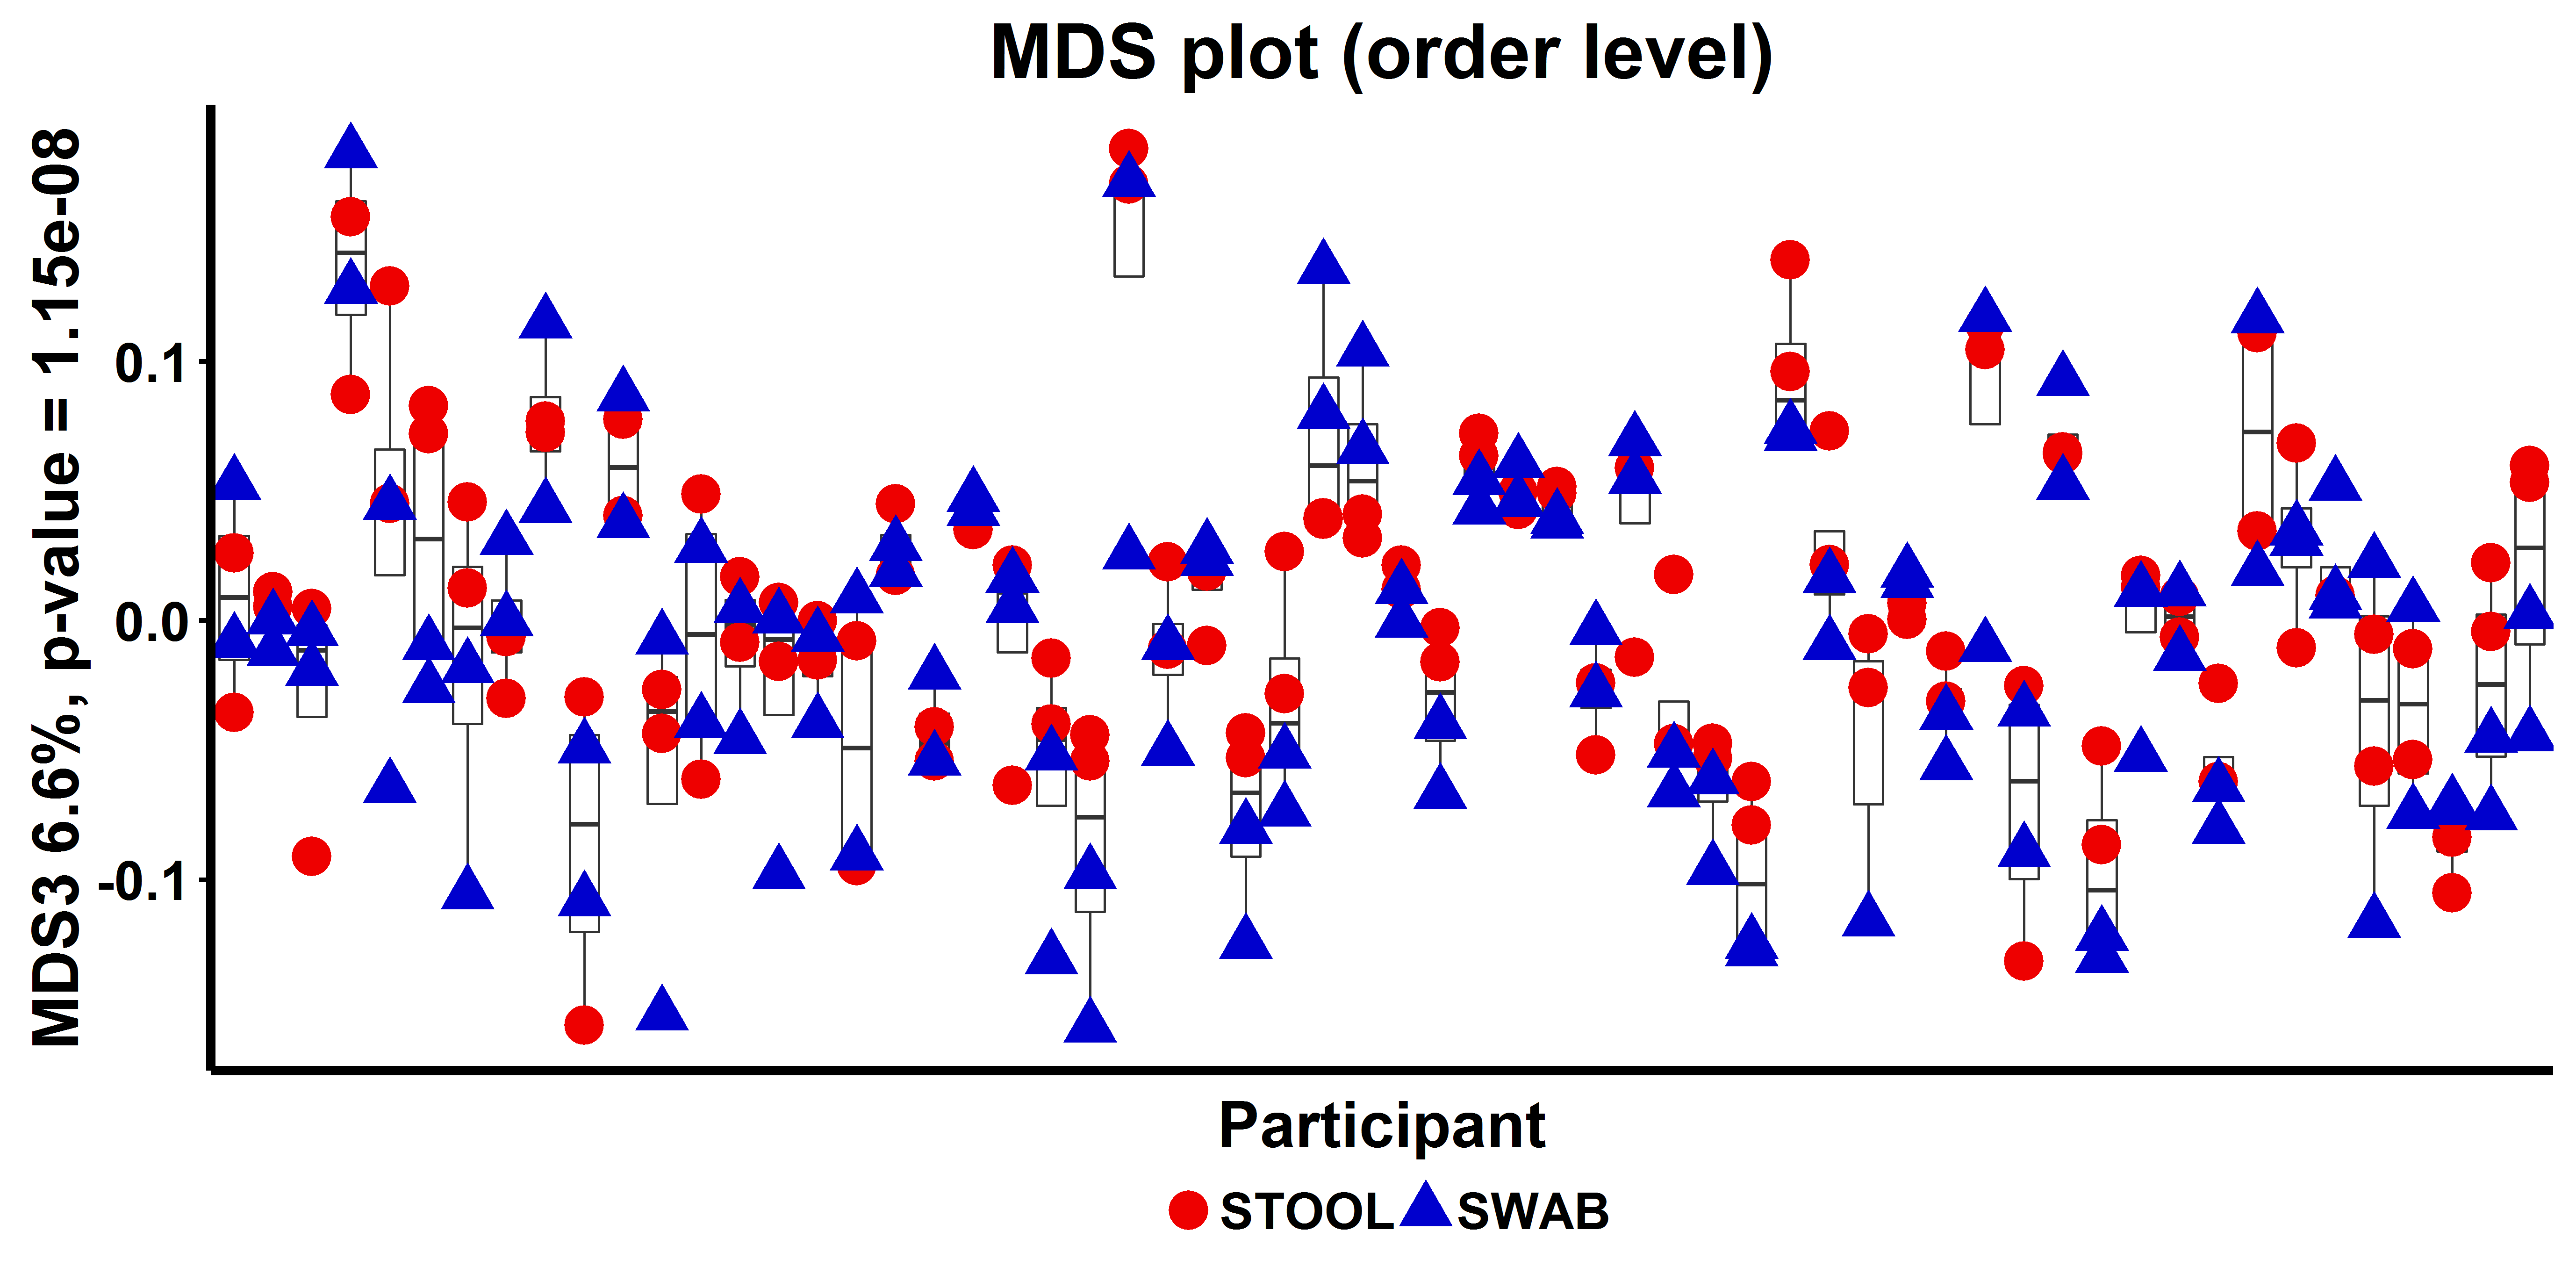 MDS plot (order level)
MDS3 6.6%, p-value = 1.15e-08
0.1
0.0
-0.1
Participant
STOOL SWAB